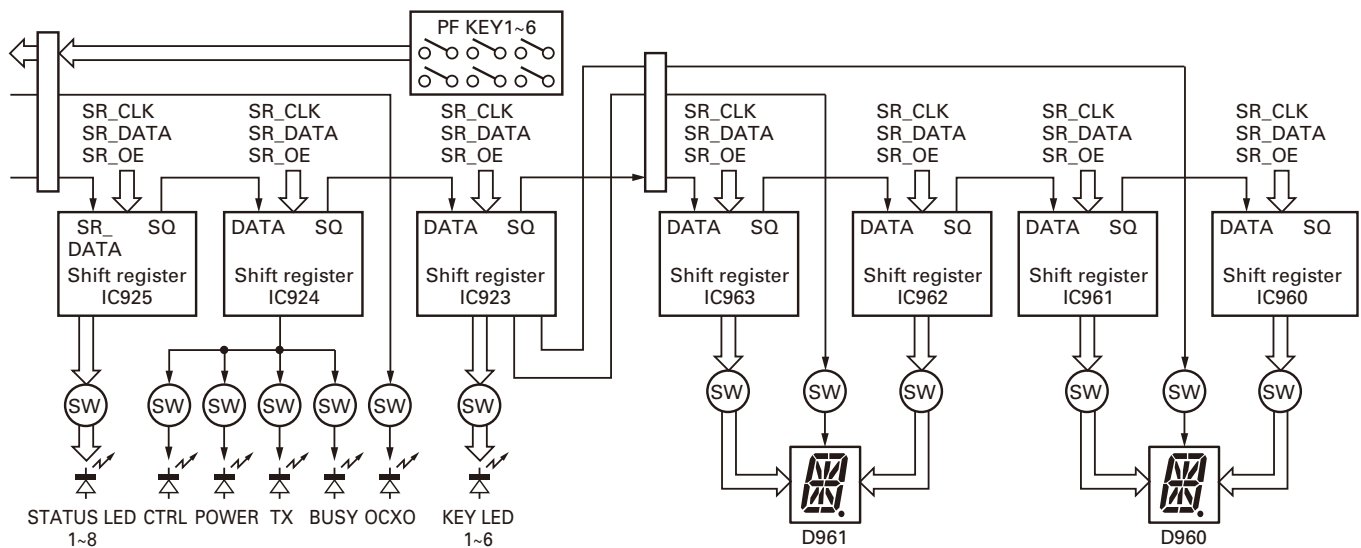 PF KEY1~6
SR_CLK
SR_DATA
SR_OE
SR_CLK
SR_DATA
SR_OE
SR_CLK
SR_DATA
SR_OE
SR_CLK
SR_DATA
SR_OE
SR_CLK
SR_DATA
SR_OE
SR_CLK
SR_DATA
SR_OE
SR_CLK
SR_DATA
SR_OE
SR_
DATA
SQ
Shift register
IC925
DATA SQ
Shift register
IC924
DATA SQ
Shift register
IC923
DATA SQ
Shift register
IC963
DATA SQ
Shift register
IC962
DATA SQ
Shift register
IC961
DATA SQ
Shift register
IC960
SW
SW
SW
SW
SW
SW
SW
SW
SW
SW
SW
SW
SW
STATUS LED
1~8
CTRL
POWER
TX
BUSY
OCXO
KEY LED
1~6
D961
D960